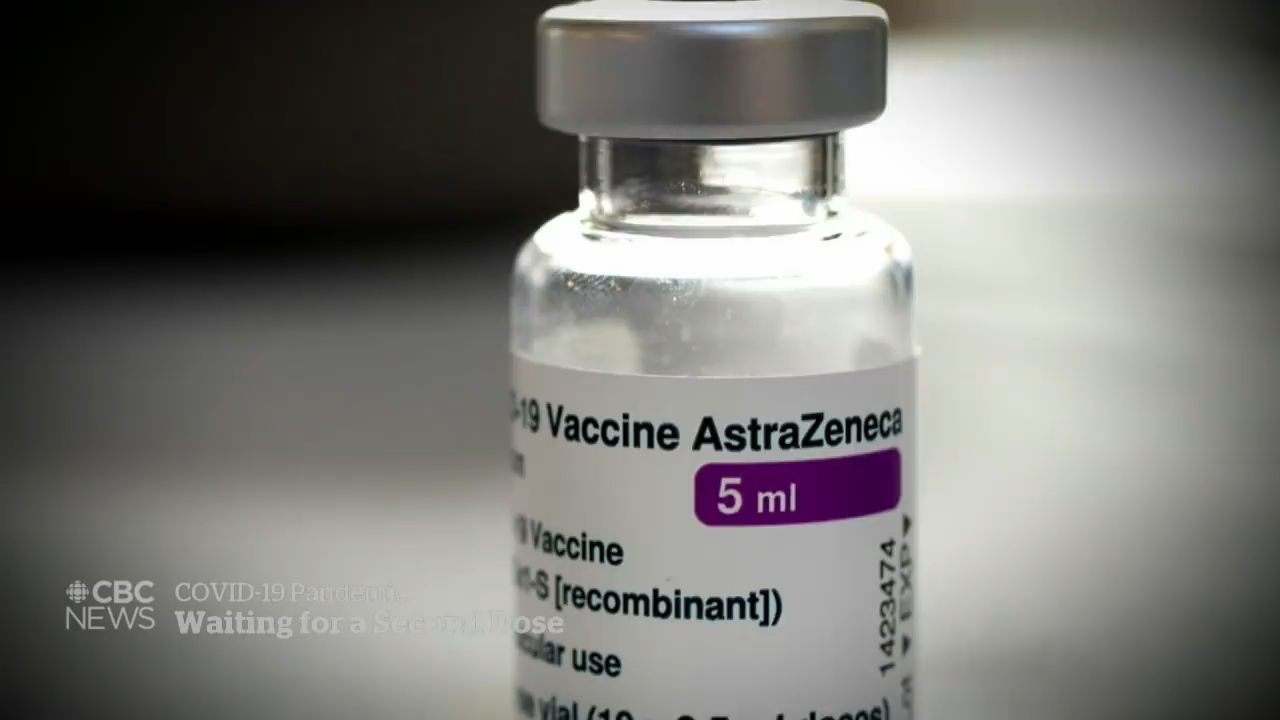 -19 Vaccine AstraZeneca
5 ml
Vaccine
-S [recombinant])
use
vial
1423474
EXP
CBC
NEWS
COVID-19 Pandemic
Waiting for a Second Dose